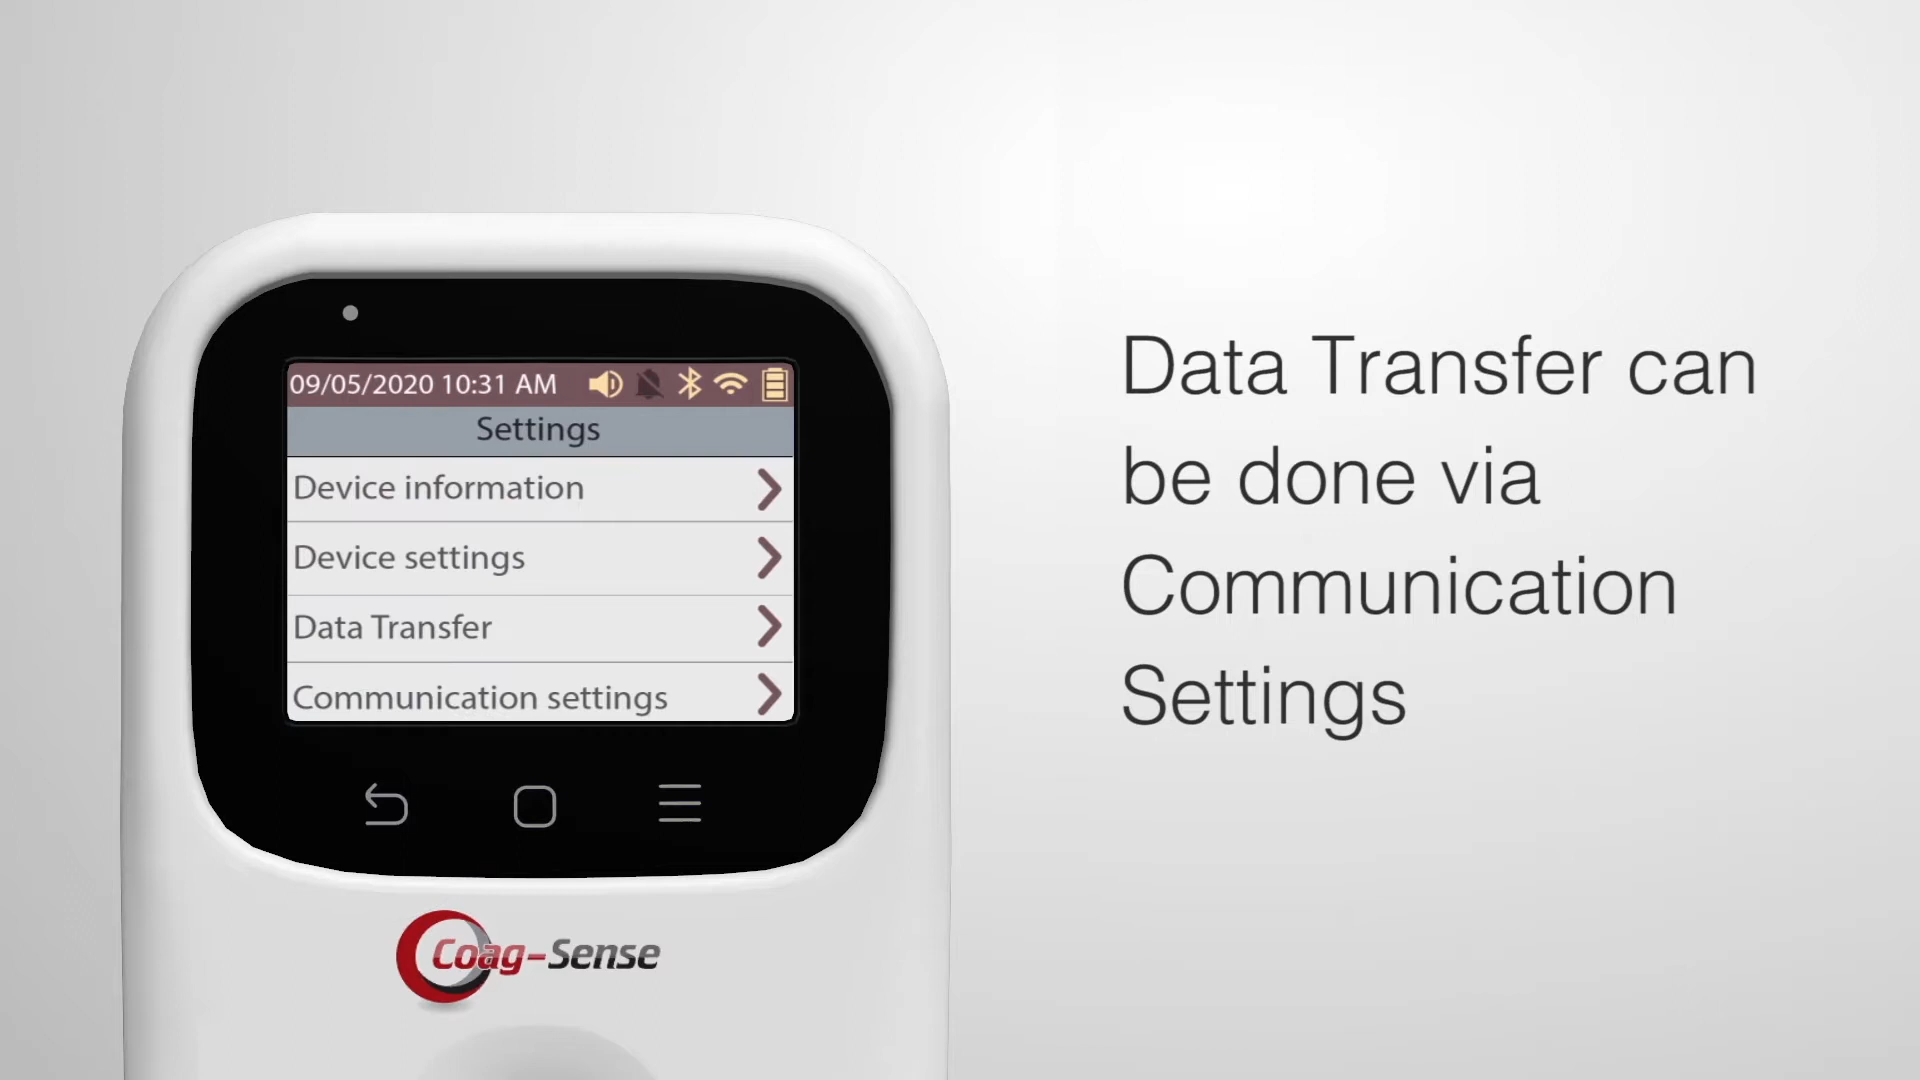 09/05/2020 10:31 AM
Settings
Device information
Device settings
Data Transfer
Communication settings
Coag-Sense
Data Transfer can
be done via
Communication
Settings